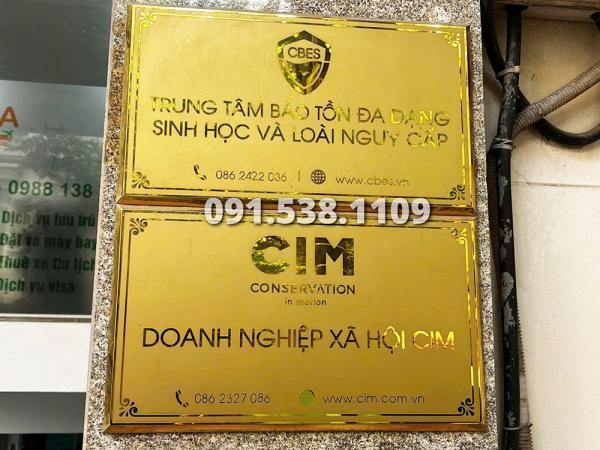 CBES
TRUNG TÂM BẢO TỒN ĐA DẠNG
SINH HỌC VÀ LOÀI NGUY CẤP
086 2422 036 | www.cbes.vn
091.538.1109
CIM
CONSERVATION
in motion
DOANH NGHIỆP XÃ HỘI CIM
086 2327 086 | www.cim.com.vn
A
0988 138
Dịch vụ lưu trú
Đặt vé máy bay
Thuê xe Du lịch
Dịch vụ visa